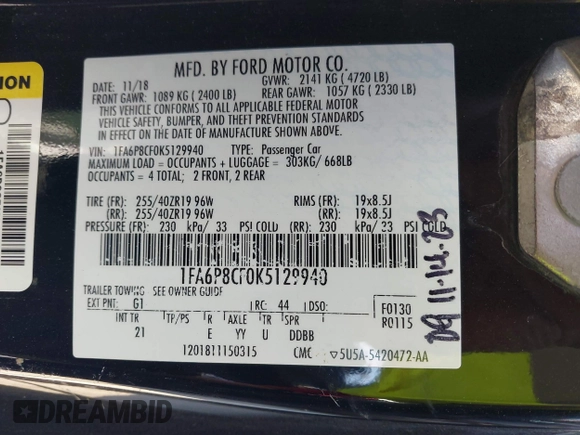 MFD. BY FORD MOTOR CO.
DATE: 11/18 GVWR: 2141 KG ( 4720 LB)
FRONT GAWR: 1089 KG ( 2400 LB) REAR GAWR: 1057 KG ( 2330 LB)
THIS VEHICLE CONFORMS TO ALL APPLICABLE FEDERAL MOTOR
VEHICLE SAFETY, BUMPER, AND THEFT PREVENTION STANDARDS
IN EFFECT ON THE DATE OF MANUFACTURE SHOWN ABOVE.
VIN: 1FA6P8CF0K5129940 TYPE: Passenger Car
MAXIMUM LOAD = OCCUPANTS + LUGGAGE = 303KG/ 668LB
OCCUPANTS = 4 TOTAL; 2 FRONT, 2 REAR
TIRE (FR): 255/40ZR19 96W RIMS (FR): 19x8.5J
(RR): 255/40ZR19 96W (RR): 19x8.5J
PRESSURE (FR): 230 kPa/ 33 PSI COLD (RR): 230 kPa/ 33 PSI COLD
1FA6P8CF0K5129940
TRAILER TOWING - SEE OWNER GUIDE
EXT PNT: G1 RC: 44 DSO: F0130
R0115
INT TR TP/PS R AXLE TR SPR
21 E YY U DDBB
1201811150315 CMC ▽5U5A-5420472-AA
09 11-14-23
DREAMBID